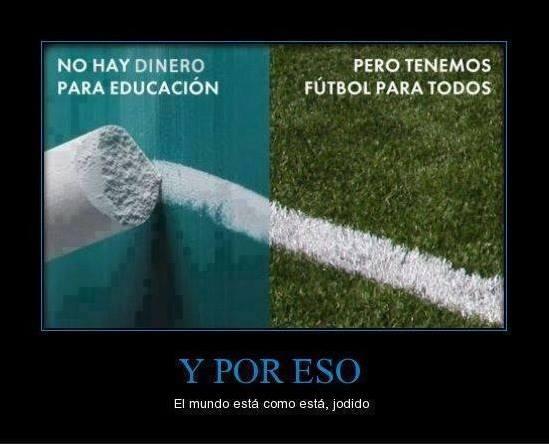 NO HAY DINERO
PARA EDUCACIÓN
PERO TENEMOS
FÚTBOL PARA TODOS
Y POR ESO
El mundo está como está, jodido